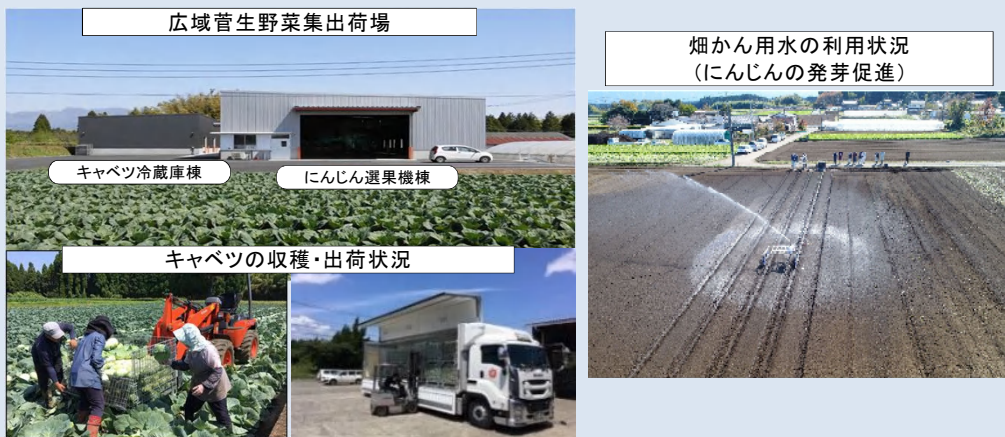 広域菅生野菜集出荷場
キャベツ冷蔵庫棟
にんじん選果機棟
キャベツの収穫・出荷状況
畑かん用水の利用状況
（にんじんの発芽促進）